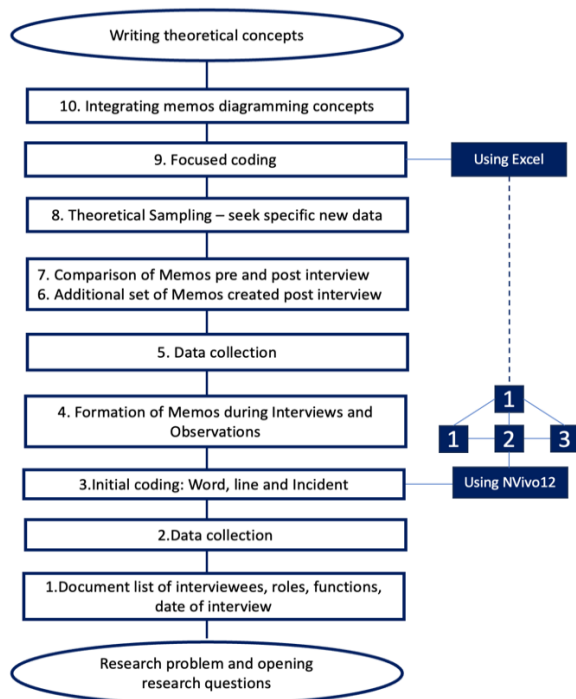 Writing theoretical concepts
10. Integrating memos diagramming concepts
9. Focused coding
Using Excel
8. Theoretical Sampling – seek specific new data
7. Comparison of Memos pre and post interview
6. Additional set of Memos created post interview
5. Data collection
1
4. Formation of Memos during Interviews and
Observations
1 2 3
3.Initial coding: Word, line and Incident
Using NVivo12
2.Data collection
1.Document list of interviewees, roles, functions,
date of interview
Research problem and opening
research questions